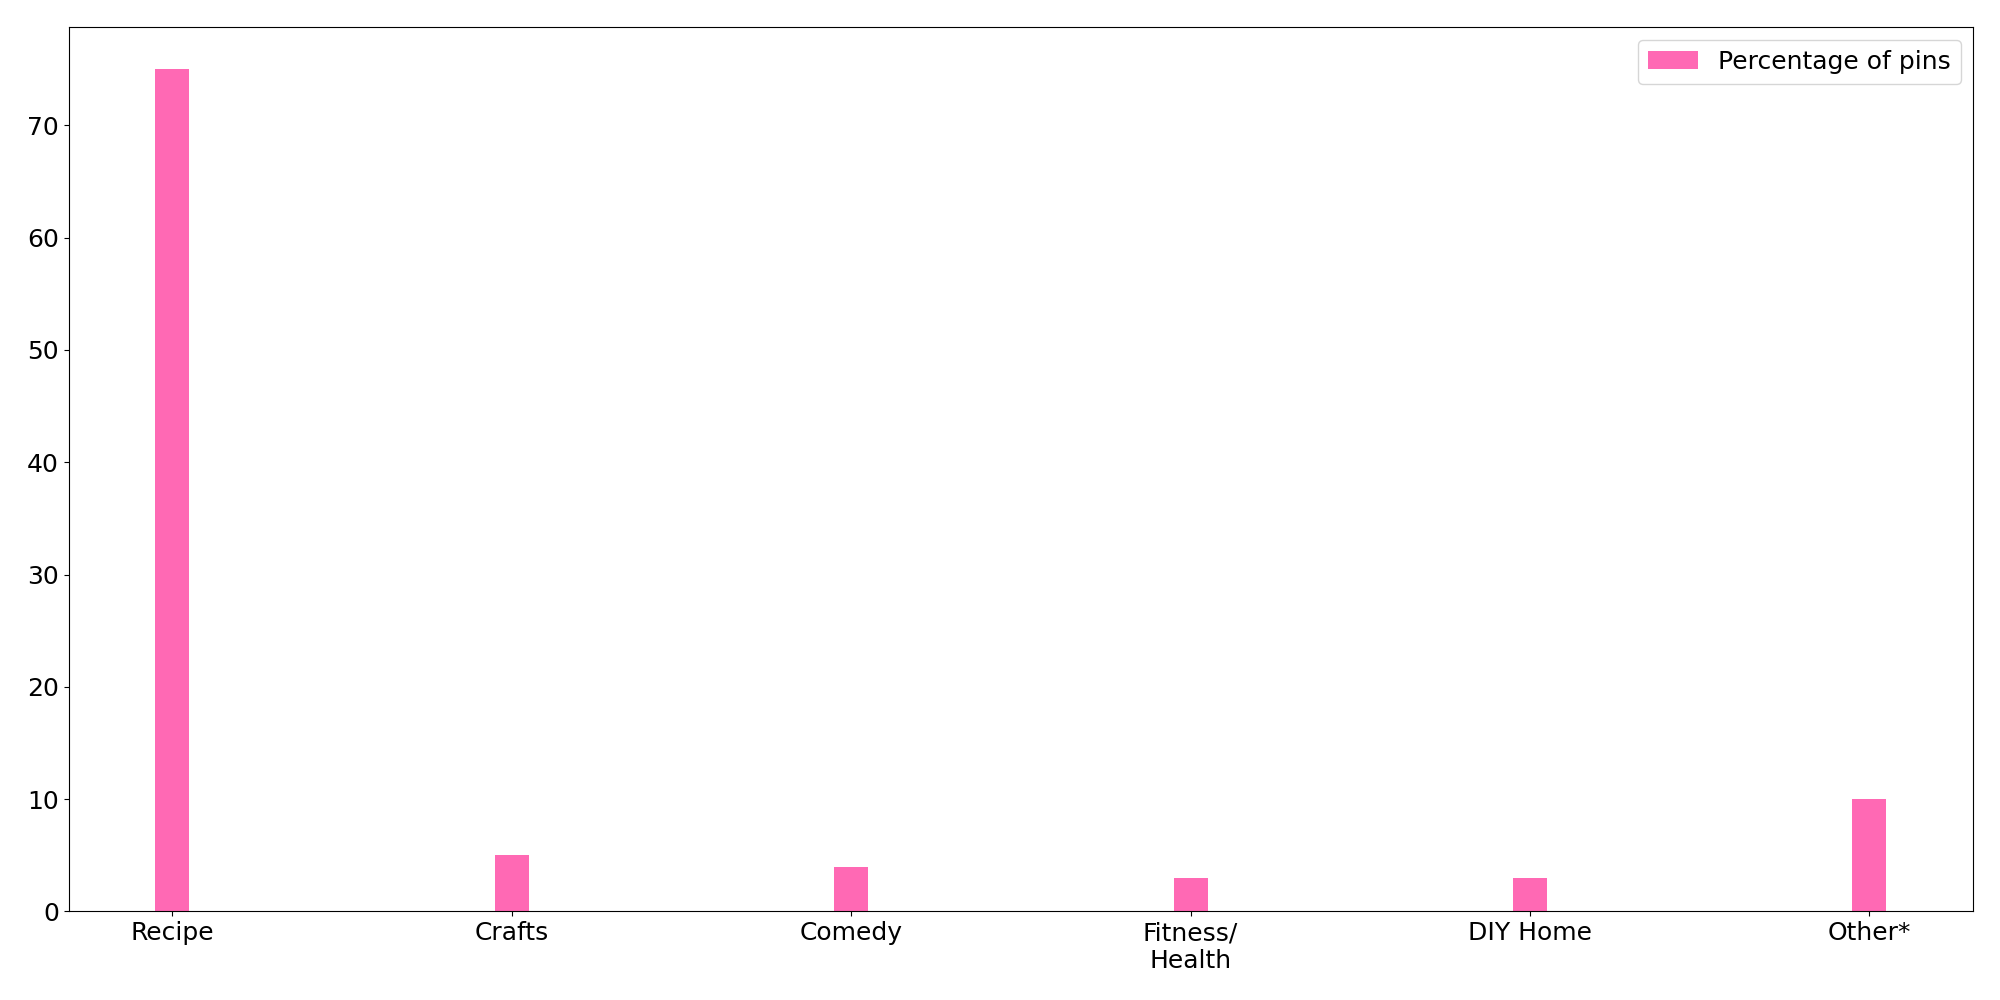 Percentage of pins
70
60
50
40
30
20
10
0
Recipe
Crafts
Comedy
Fitness/
Health
DIY Home
Other*